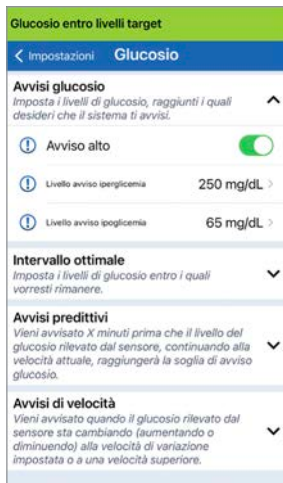 Glucosio entro livelli target
Impostazioni Glucosio
Avvisi glucosio
Imposta i livelli di glucosio, raggiunti i quali
desideri che il sistema ti avvisi.
Avviso alto
Livello avviso iperglicemia 250 mg/dL
Livello avviso ipoglicemia 65 mg/dL
Intervallo ottimale
Imposta i livelli di glucosio entro i quali
vorresti rimanere.
Avvisi predittivi
Vieni avvisato X minuti prima che il livello del
glucosio rilevato dal sensore, continuando alla
velocità attuale, raggiungerà la soglia di avviso
glucosio.
Avvisi di velocità
Vieni avvisato quando il glucosio rilevato dal
sensore sta cambiando (aumentando o
diminuendo) alla velocità di variazione
impostata o a una velocità superiore.